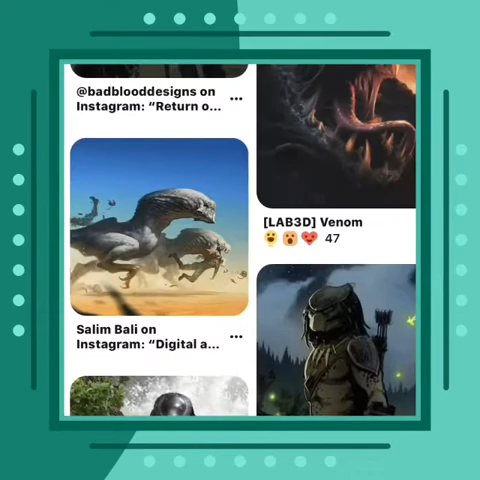 @badblooddesigns on
Instagram: “Return o...
[LAB3D] Venom
47
Salim Bali on
Instagram: “Digital a...